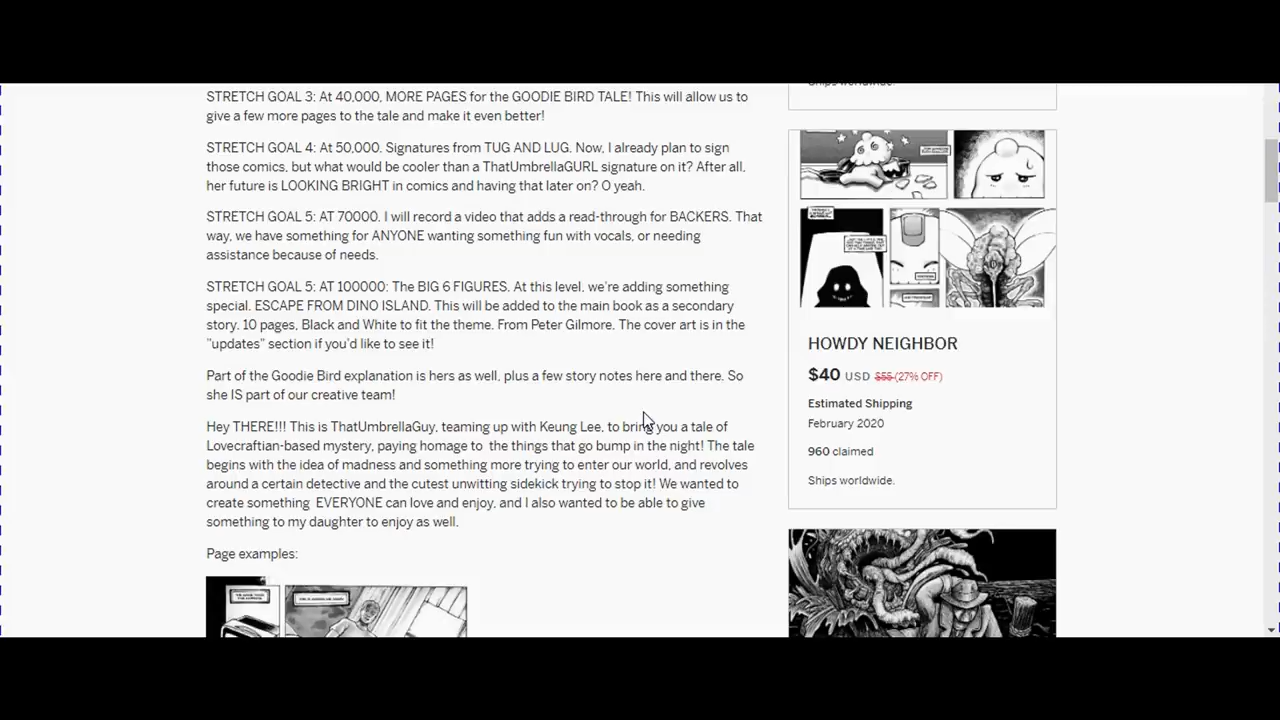 Ships worldwide.
STRETCH GOAL 3: At 40,000, MORE PAGES for the GOODIE BIRD TALE! This will allow us to
give a few more pages to the tale and make it even better!
STRETCH GOAL 4: At 50,000. Signatures from TUG AND LUG. Now, I already plan to sign
those comics, but what would be cooler than a ThatUmbrellaGURL signature on it? After all,
her future is LOOKING BRIGHT in comics and having that later on? O yeah.
STRETCH GOAL 5: AT 70000. I will record a video that adds a read-through for BACKERS. That
way, we have something for ANYONE wanting something fun with vocals, or needing
assistance because of needs.
STRETCH GOAL 5: AT 100000: The BIG 6 FIGURES. At this level, we're adding something
special. ESCAPE FROM DINO ISLAND. This will be added to the main book as a secondary
story. 10 pages, Black and White to fit the theme. From Peter Gilmore. The cover art is in the
"updates" section if you'd like to see it!
Part of the Goodie Bird explanation is hers as well, plus a few story notes here and there. So
she IS part of our creative team!
Hey THERE!!! This is ThatUmbrellaGuy, teaming up with Keung Lee, to bring you a tale of
Lovecraftian-based mystery, paying homage to the things that go bump in the night! The tale
begins with the idea of madness and something more trying to enter our world, and revolves
around a certain detective and the cutest unwitting sidekick trying to stop it! We wanted to
create something EVERYONE can love and enjoy, and I also wanted to be able to give
something to my daughter to enjoy as well.
Page examples:
HOWDY NEIGHBOR
$40 USD $55 (27% OFF)
Estimated Shipping
February 2020
960 claimed
Ships worldwide.